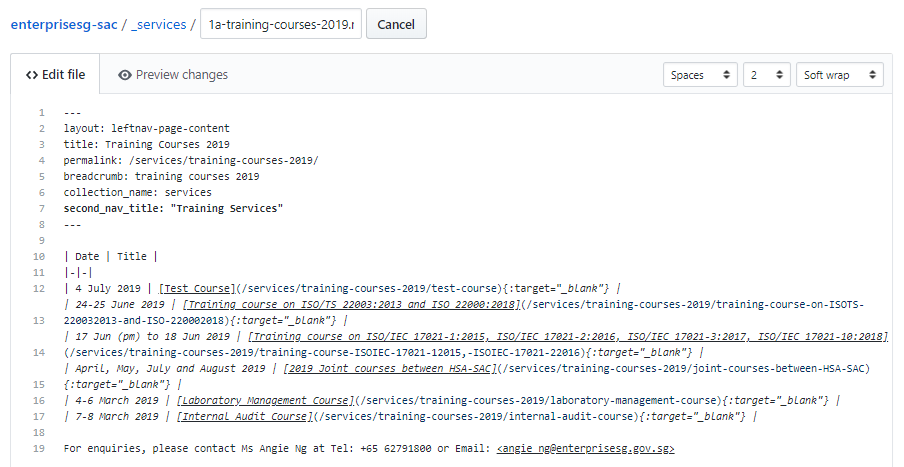 enterprisesg-sac / _services / 1a-training-courses-2019.r Cancel
<> Edit file Preview changes Spaces 2 Soft wrap
1 ---
2 layout: leftnav-page-content
3 title: Training Courses 2019
4 permalink: /services/training-courses-2019/
5 breadcrumb: training courses 2019
6 collection_name: services
7 second_nav_title: "Training Services"
8 ---
9
10 | Date | Title |
11 |-|-|
12 | 4 July 2019 | [Test Course](/services/training-courses-2019/test-course){:target="_blank"} |
| 24-25 June 2019 | [Training course on ISO/TS 22003:2013 and ISO 22000:2018](/services/training-courses-2019/training-course-on-ISOTS-
13 220032013-and-ISO-220002018){:target="_blank"} |
| 17 Jun (pm) to 18 Jun 2019 | [Training course on ISO/IEC 17021-1:2015, ISO/IEC 17021-2:2016, ISO/IEC 17021-3:2017, ISO/IEC 17021-10:2018]
14 (/services/training-courses-2019/training-course-ISOIEC-17021-12015,-ISOIEC-17021-22016){:target="_blank"} |
| April, May, July and August 2019 | [2019 Joint courses between HSA-SAC](/services/training-courses-2019/joint-courses-between-HSA-SAC)
15 {:target="_blank"} |
16 | 4-6 March 2019 | [Laboratory Management Course](/services/training-courses-2019/laboratory-management-course){:target="_blank"} |
17 | 7-8 March 2019 | [Internal Audit Course](/services/training-courses-2019/internal-audit-course){:target="_blank"} |
18
19 For enquiries, please contact Ms Angie Ng at Tel: +65 62791800 or Email: <angie_ng@enterprisesg.gov.sg>